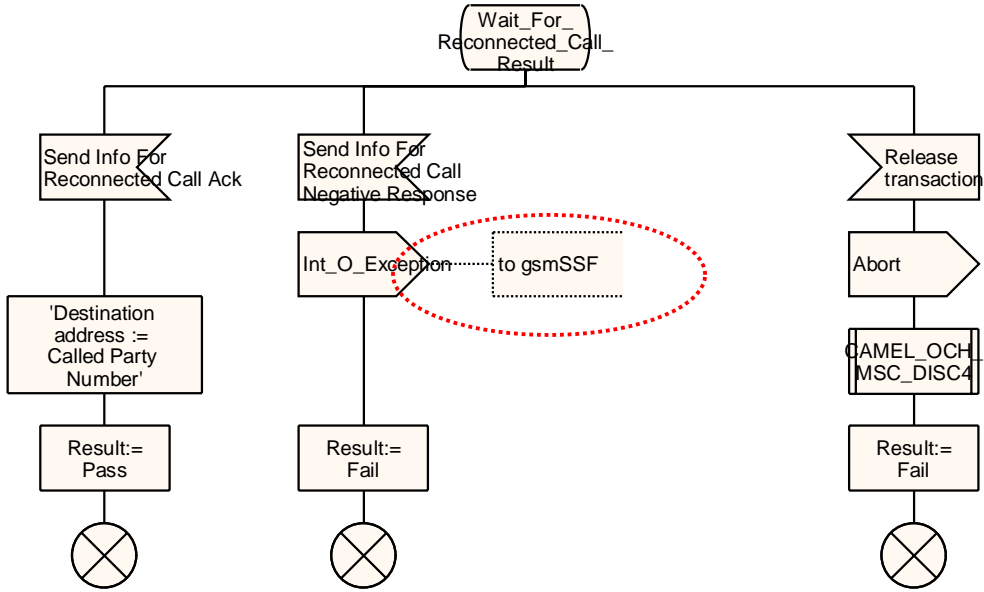 Wait_For_
Reconnected_Call_
Result
Send Info For
Reconnected Call Ack
Send Info For
Reconnected Call
Negative Response
Release
transaction
Int_O_Exception
to gsmSSF
Abort
'Destination
address :=
Called Party
Number'
CAMEL_OCH_
MSC_DISC4
Result:=
Pass
Result:=
Fail
Result:=
Fail